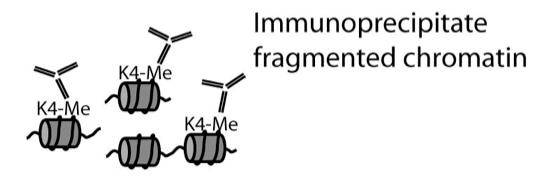 Immunoprecipitate
fragmented chromatin
K4-Me
K4-Me
K4-Me